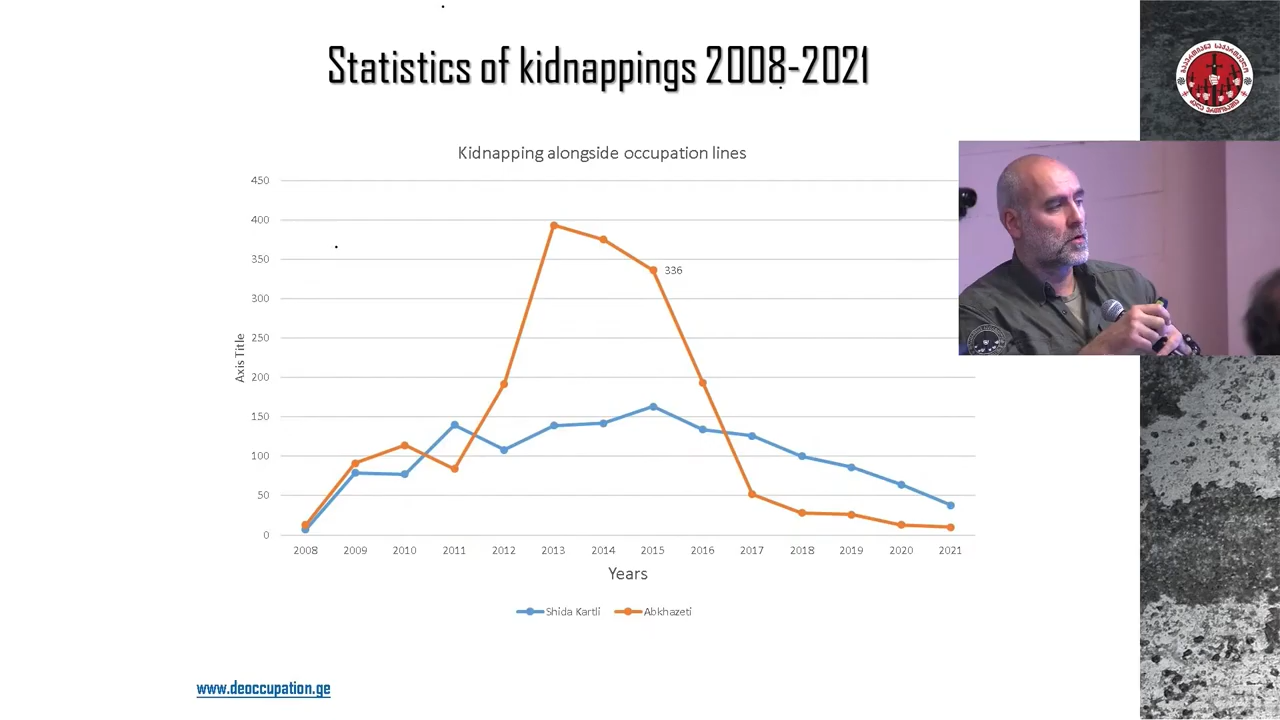 Statistics of kidnappings 2008-2021
Kidnapping alongside occupation lines
450
400
350
300
250
200
150
100
50
0
Axis Title
336
2008 2009 2010 2011 2012 2013 2014 2015 2016 2017 2018 2019 2020 2021
Years
Shida Kartli Abkhazeti
www.deoccupation.ge